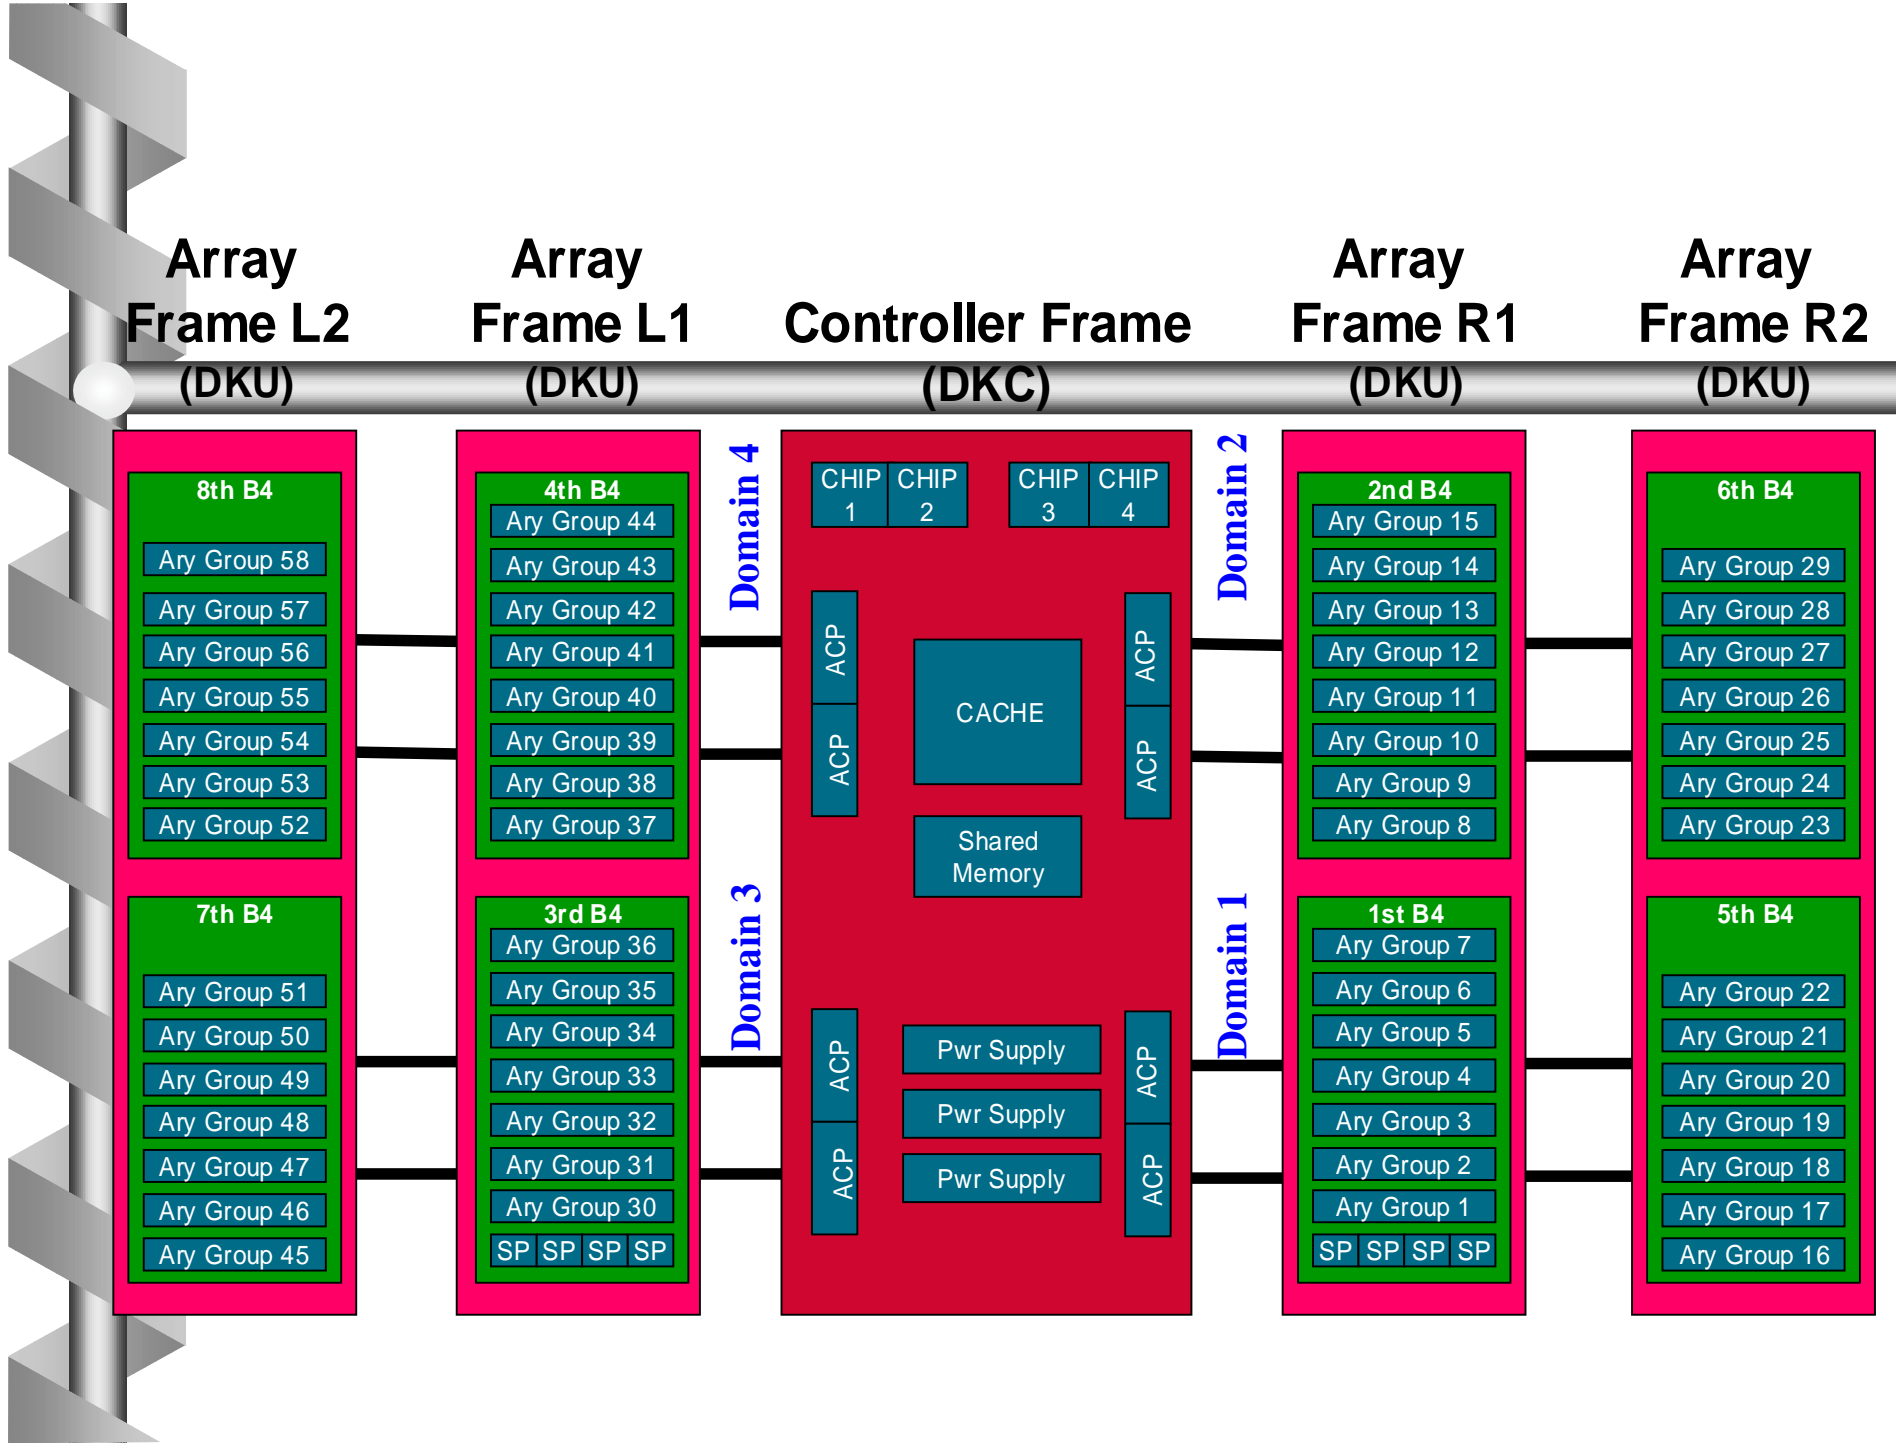 Array
Frame L2
(DKU)
Array
Frame L1
(DKU)
Controller Frame
(DKC)
Array
Frame R1
(DKU)
Array
Frame R2
(DKU)
8th B4
Ary Group 58
Ary Group 57
Ary Group 56
Ary Group 55
Ary Group 54
Ary Group 53
Ary Group 52
7th B4
Ary Group 51
Ary Group 50
Ary Group 49
Ary Group 48
Ary Group 47
Ary Group 46
Ary Group 45
4th B4
Ary Group 44
Ary Group 43
Ary Group 42
Ary Group 41
Ary Group 40
Ary Group 39
Ary Group 38
Ary Group 37
3rd B4
Ary Group 36
Ary Group 35
Ary Group 34
Ary Group 33
Ary Group 32
Ary Group 31
Ary Group 30
SP SP SP SP
Domain 4
Domain 3
CHIP
1
CHIP
2
CHIP
3
CHIP
4
ACP
ACP
ACP
ACP
CACHE
Shared
Memory
ACP
ACP
ACP
ACP
Pwr Supply
Pwr Supply
Pwr Supply
Domain 2
Domain 1
2nd B4
Ary Group 15
Ary Group 14
Ary Group 13
Ary Group 12
Ary Group 11
Ary Group 10
Ary Group 9
Ary Group 8
1st B4
Ary Group 7
Ary Group 6
Ary Group 5
Ary Group 4
Ary Group 3
Ary Group 2
Ary Group 1
SP SP SP SP
6th B4
Ary Group 29
Ary Group 28
Ary Group 27
Ary Group 26
Ary Group 25
Ary Group 24
Ary Group 23
5th B4
Ary Group 22
Ary Group 21
Ary Group 20
Ary Group 19
Ary Group 18
Ary Group 17
Ary Group 16